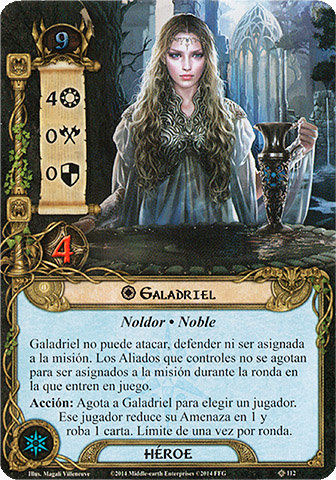 9
4
0
0
4
Galadriel
Noldor • Noble
Galadriel no puede atacar, defender ni ser asignada
a la misión. Los Aliados que controles no se agotan
para ser asignados a la misión durante la ronda en
la que entren en juego.
Acción: Agota a Galadriel para elegir un jugador.
Ese jugador reduce su Amenaza en 1 y
roba 1 carta. Límite de una vez por ronda.
HÉROE
Illus. Magali Villeneuve
©2014 Middle-earth Enterprises ©2014 FFG
112